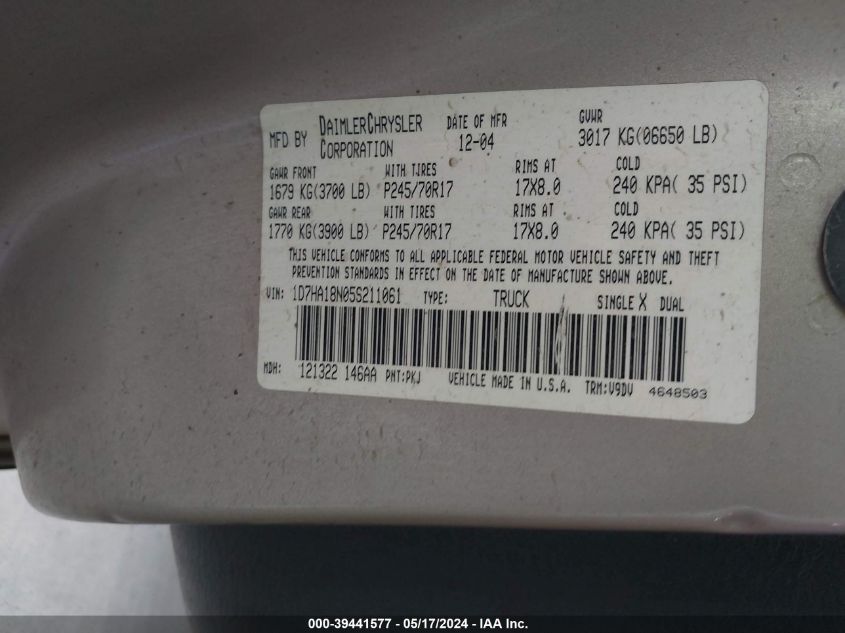 MFD BY DAIMLERCHRYSLER CORPORATION DATE OF MFR 12-04 GVWR 3017 KG(06650 LB)
GAWR FRONT WITH TIRES RIMS AT COLD
1679 KG(3700 LB) P245/70R17 17X8.0 240 KPA( 35 PSI)
GAWR REAR WITH TIRES RIMS AT COLD
1770 KG(3900 LB) P245/70R17 17X8.0 240 KPA( 35 PSI)
THIS VEHICLE CONFORMS TO ALL APPLICABLE FEDERAL MOTOR VEHICLE SAFETY AND THEFT
PREVENTION STANDARDS IN EFFECT ON THE DATE OF MANUFACTURE SHOWN ABOVE.
VIN: 1D7HA18N05S211061 TYPE: TRUCK SINGLE X DUAL
MDH: 121322 146AA PNT:PKJ VEHICLE MADE IN U.S.A. TRM:V9DV 4648503
000-39441577 - 05/17/2024 - IAA Inc.